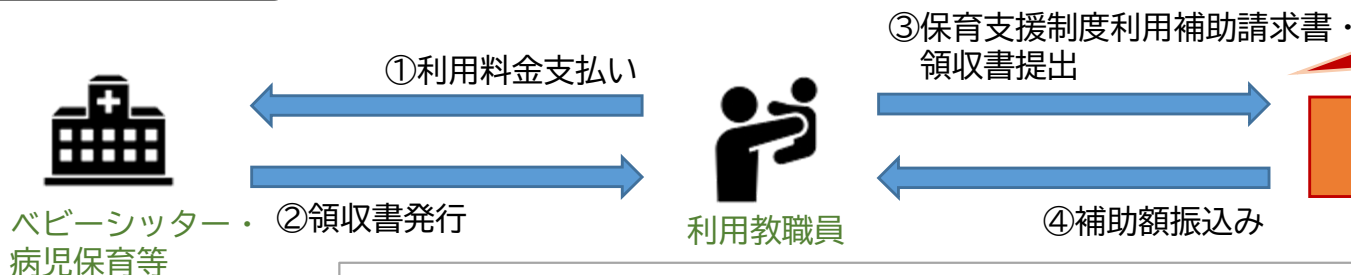 ③保育支援制度利用補助請求書・
領収書提出
①利用料金支払い
②領収書発行
④補助額振込み
ベビーシッター・
病児保育等
利用教職員